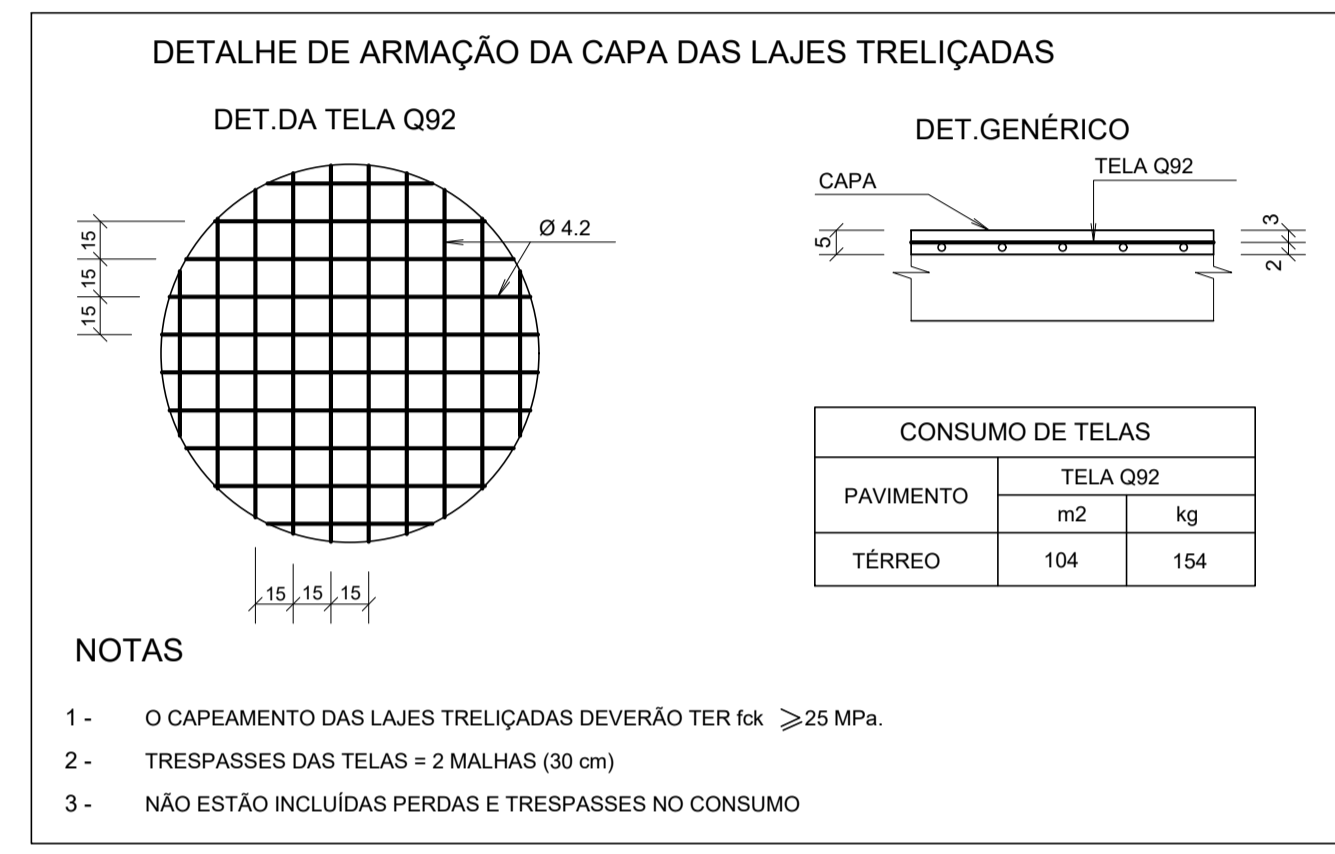 DETALHE DE ARMAÇÃO DA CAPA DAS LAJES TRELIÇADAS
DET.DA TELA Q92
15
15
15
Ø 4.2
15 15 15
DET.GENÉRICO
CAPA
TELA Q92
5
3
2
CONSUMO DE TELAS
PAVIMENTO
TELA Q92
m2 kg
TÉRREO 104 154
NOTAS
1 - O CAPEAMENTO DAS LAJES TRELIÇADAS DEVERÃO TER fck ⩾25 MPa.
2 - TRESPASSES DAS TELAS = 2 MALHAS (30 cm)
3 - NÃO ESTÃO INCLUÍDAS PERDAS E TRESPASSES NO CONSUMO